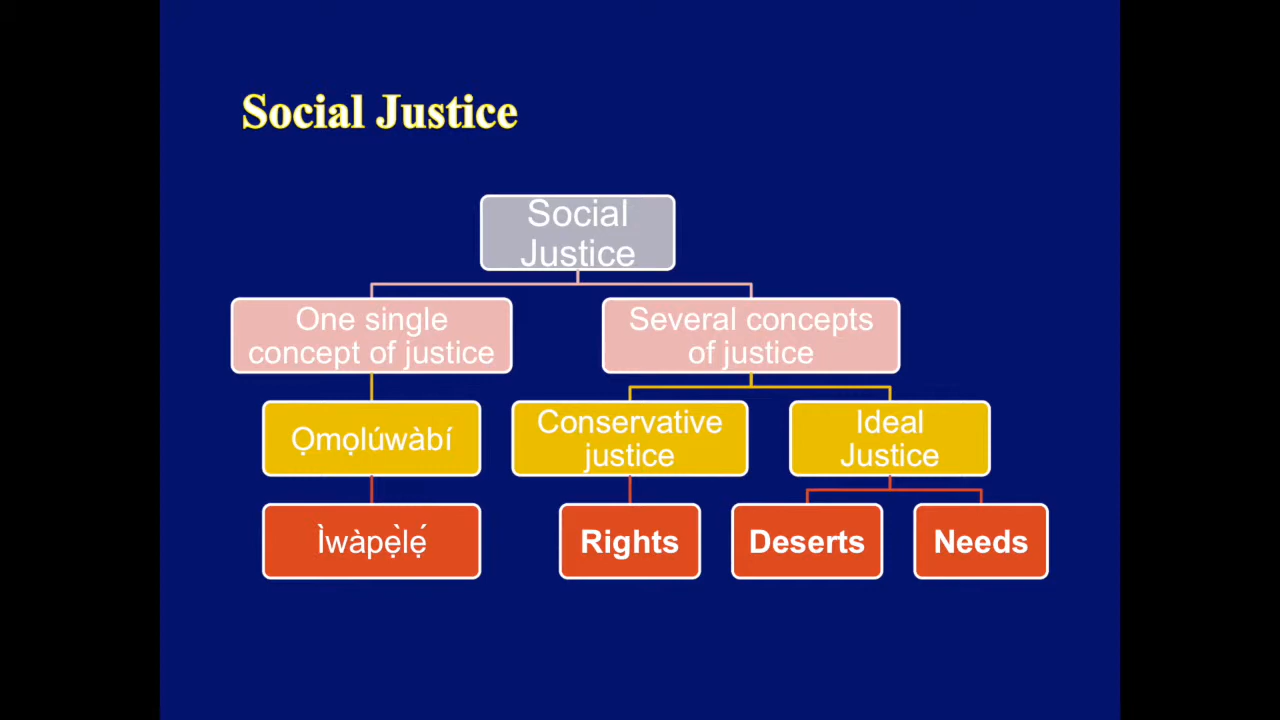 Social Justice
Social
Justice
One single
concept of justice
Several concepts
of justice
Ọmọlúwàbí
Conservative
justice
Ideal
Justice
Ìwàpẹ̀lẹ́
Rights
Deserts
Needs